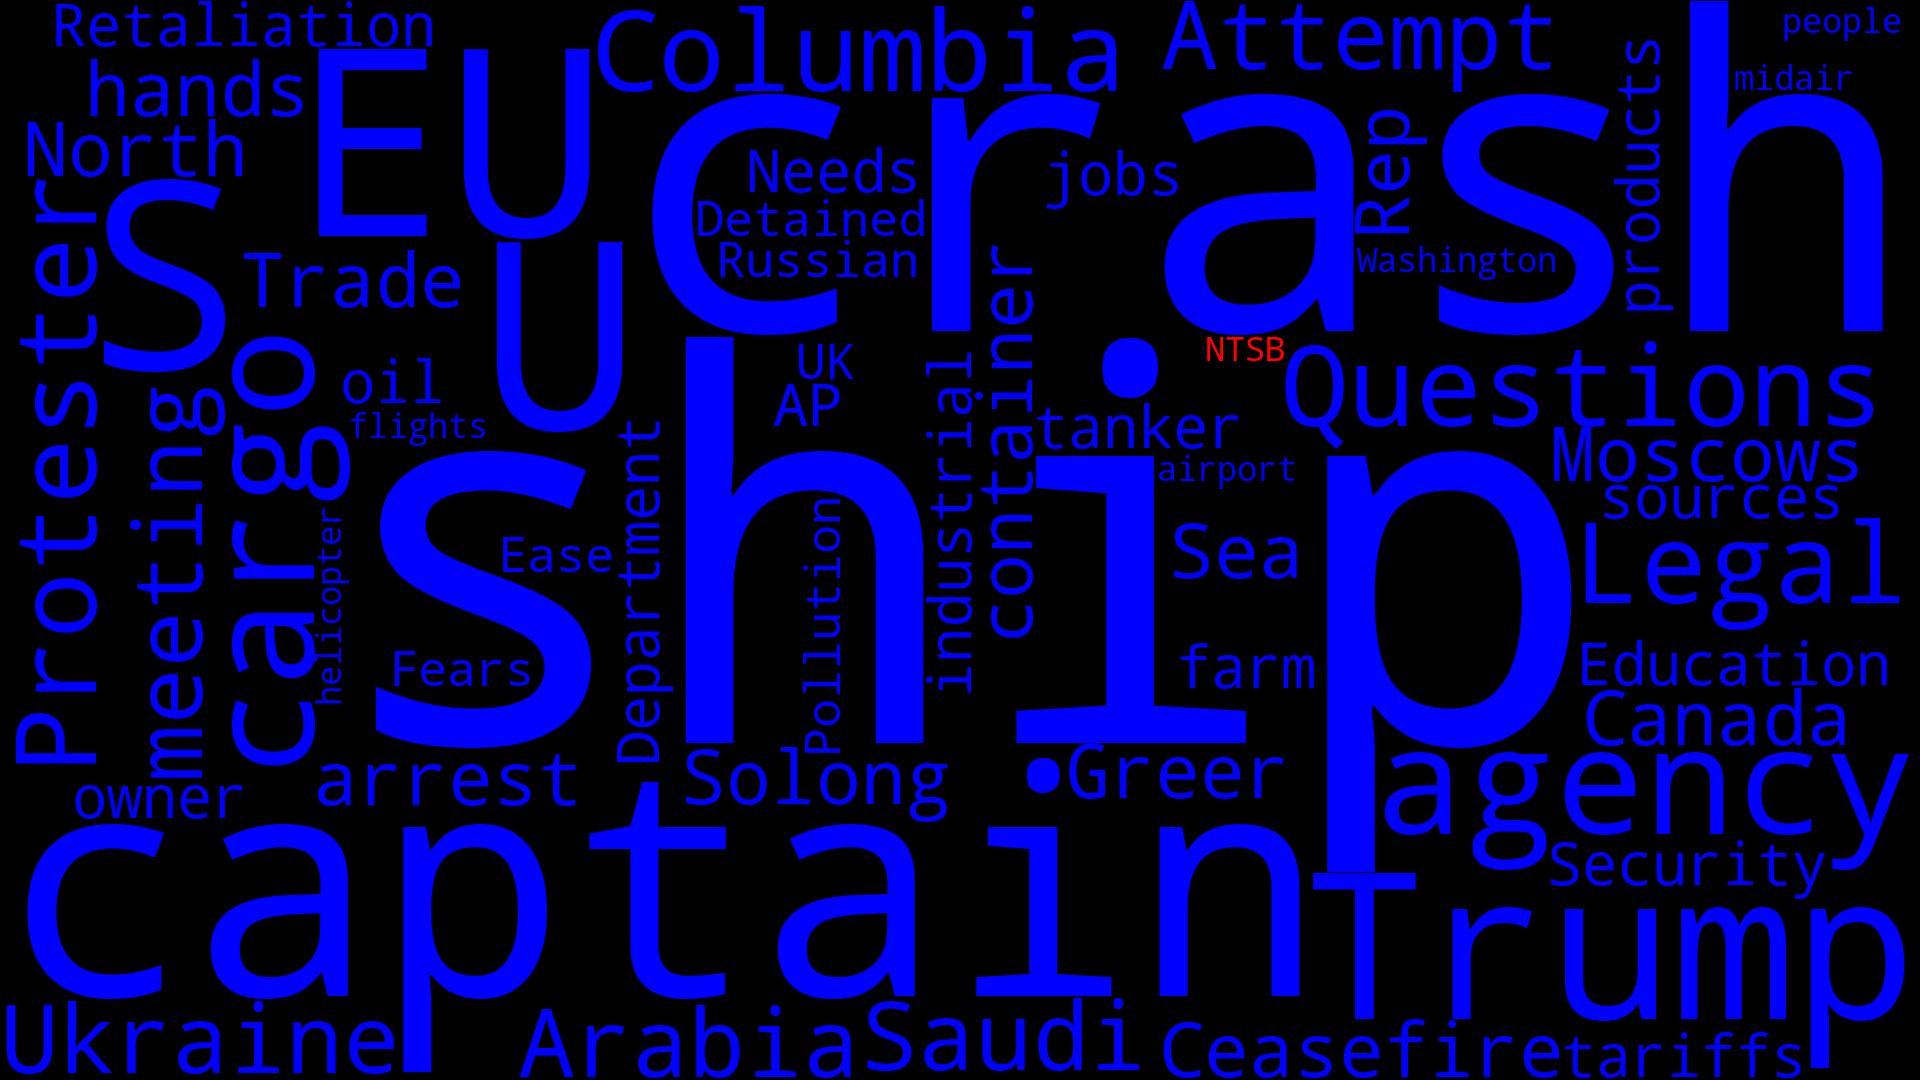 Retaliation
Columbia
Attempt
people
hands
EU
crash
products
midair
North
Needs
jobs
Rep
Detained
Russian
Washington
S
Trade
U
Protester
cargo
container
NTSB
Questions
oil
UK
AP
flights
meeting
industrial
tanker
Moscows
airport
sources
ship
Department
helicopter
Ease
Pollution
Sea
Legal
Fears
farm
Education
Canada
owner
arrest
Solong
Greer
agency
captain
Security
Trump
Ukraine
Arabia
Saudi
Ceasefire
tariffs